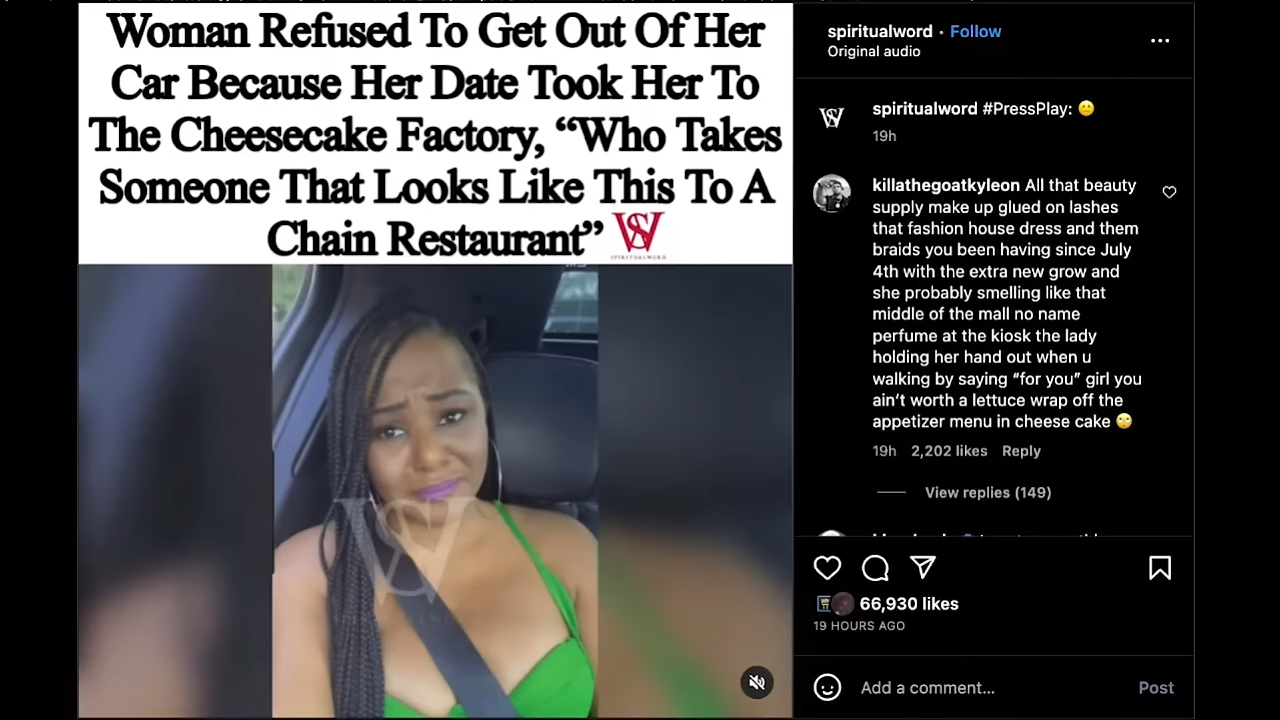 Woman Refused To Get Out Of Her
Car Because Her Date Took Her To
The Cheesecake Factory, “Who Takes
Someone That Looks Like This To A
Chain Restaurant” SW
SPIRITUALWORD
SW
spiritualword • Follow
Original audio
SW
spiritualword #PressPlay: 😕
19h
killathegoatkyleon All that beauty
supply make up glued on lashes
that fashion house dress and them
braids you been having since July
4th with the extra new grow and
she probably smelling like that
middle of the mall no name
perfume at the kiosk the lady
holding her hand out when u
walking by saying “for you” girl you
ain’t worth a lettuce wrap off the
appetizer menu in cheese cake 🙄
19h 2,202 likes Reply
View replies (149)
66,930 likes
19 HOURS AGO
Add a comment... Post